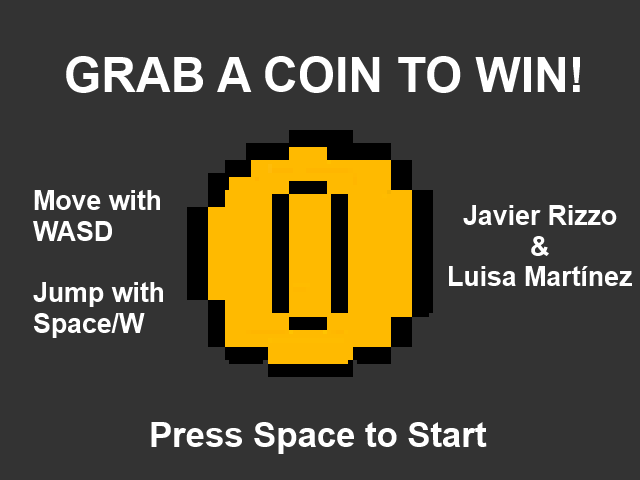 GRAB A COIN TO WIN!
Move with
WASD
Jump with
Space/W
Javier Rizzo
&
Luisa Martínez
Press Space to Start